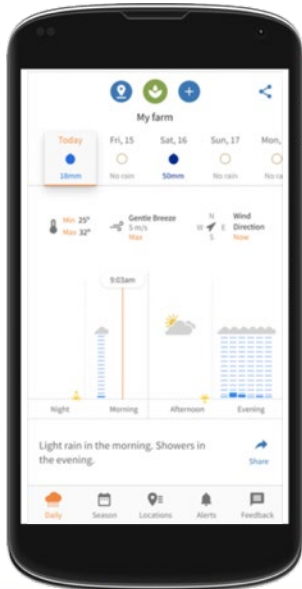 My farm
Today Fri, 15 Sat, 16 Sun, 17 Mon,
18mm No rain 50mm No rain No ra
Min 25°
Max 32°
Gentle Breeze
5 m/s
Max
N
W E
S
Wind
Direction
Now
9:03am
Night Morning Afternoon Evening
Light rain in the morning. Showers in
the evening.
Share
Daily Season Locations Alerts Feedback